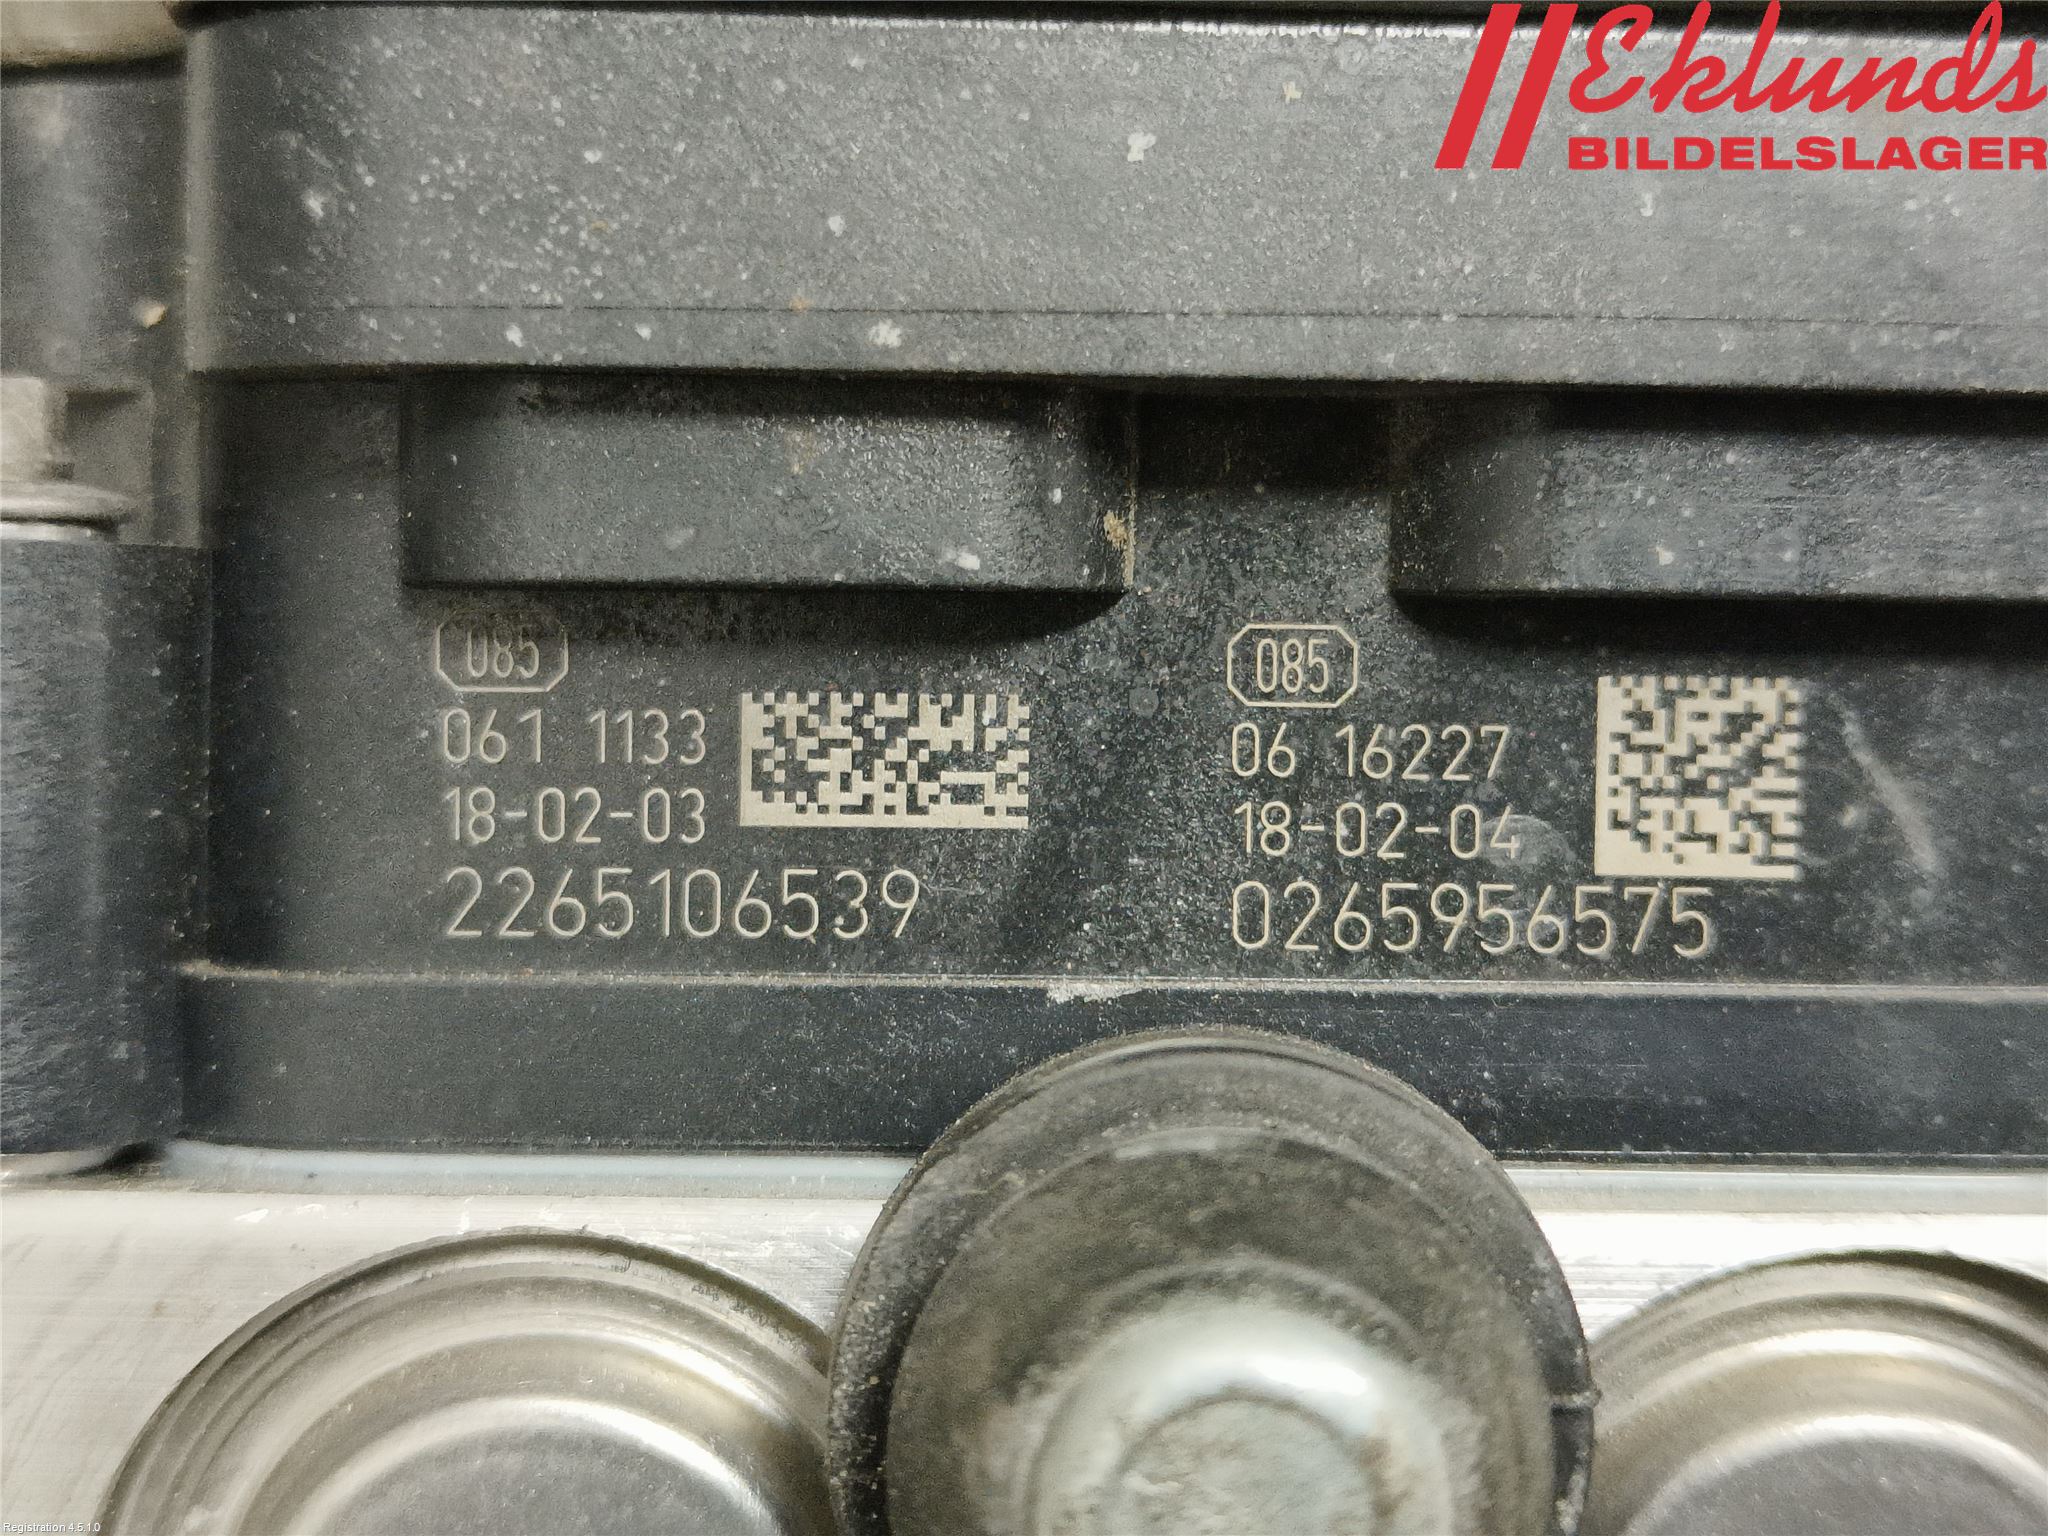 Eklunds
BILDELSLAGER
085
061 1133
18-02-03
2265106539
085
06 16227
18-02-04
0265956575
Registration 4.5.1.0